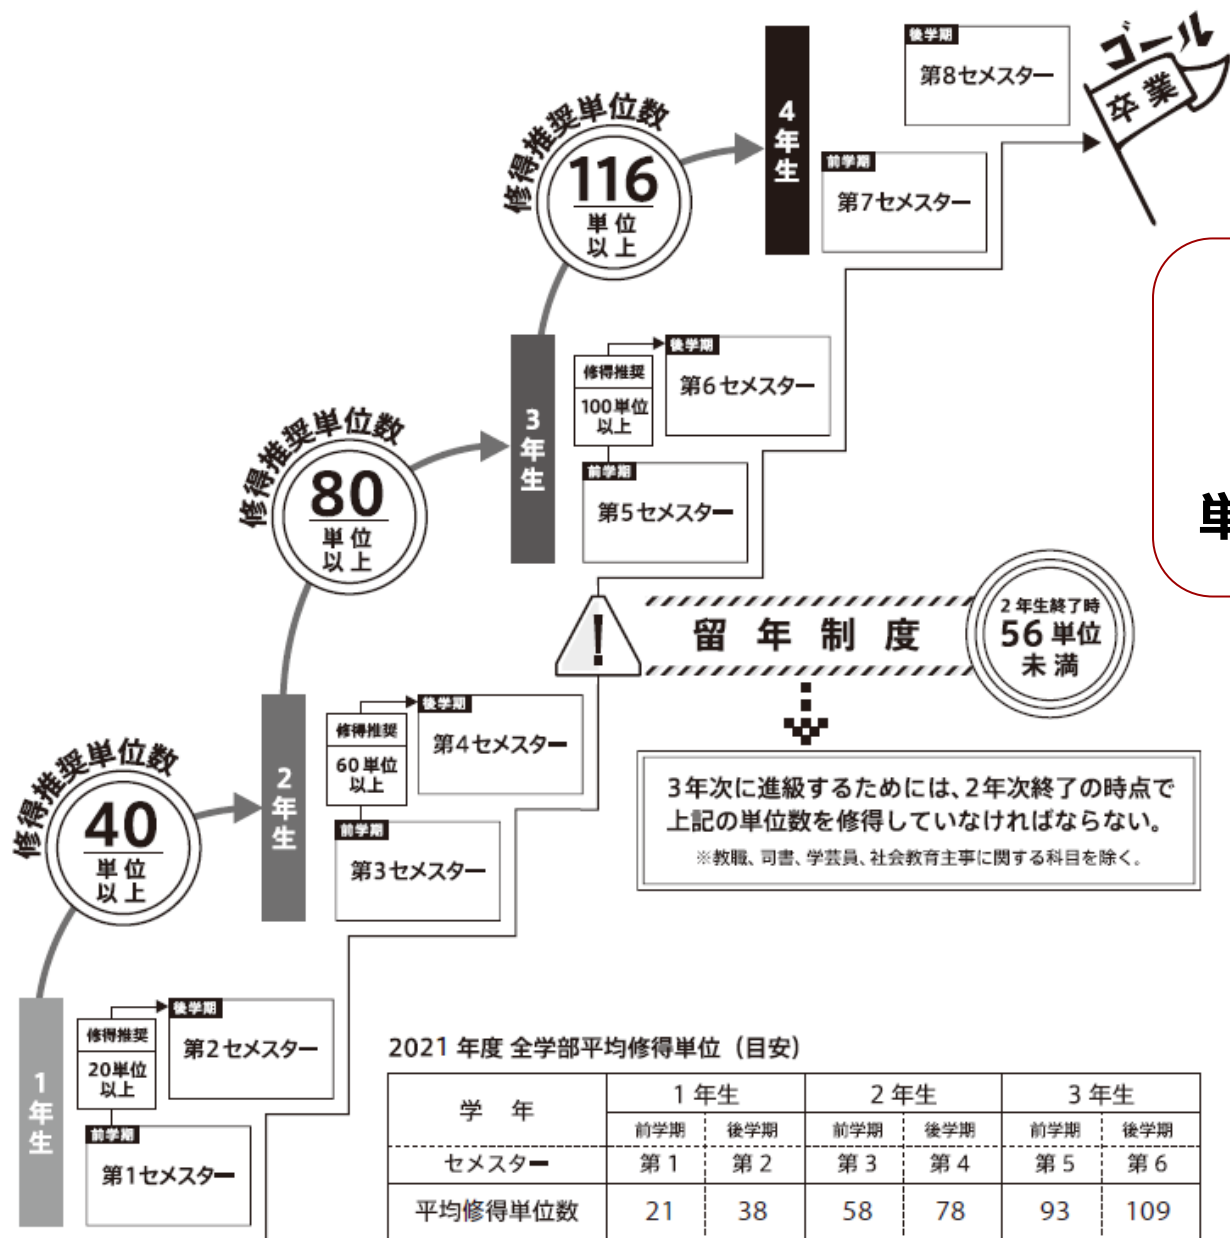 ゴール
卒業
後学期
第8セメスター
4年生
前学期
第7セメスター
修得推奨単位数
116
単位
以上
後学期
第6セメスター
修得推奨
100単位
以上
3年生
前学期
第5セメスター
修得推奨単位数
80
単位
以上
単
留年制度
2年生終了時
56単位
未満
3年次に進級するためには、2年次終了の時点で
上記の単位数を修得していなければならない。
※教職、司書、学芸員、社会教育主事に関する科目を除く。
後学期
第4セメスター
修得推奨
60単位
以上
2年生
前学期
第3セメスター
修得推奨単位数
40
単位
以上
後学期
第2セメスター
修得推奨
20単位
以上
1年生
前学期
第1セメスター
2021年度 全学部平均修得単位（目安）
学年 1年生 2年生 3年生
前学期 後学期 前学期 後学期 前学期 後学期
セメスター 第1 第2 第3 第4 第5 第6
平均修得単位数 21 38 58 78 93 109